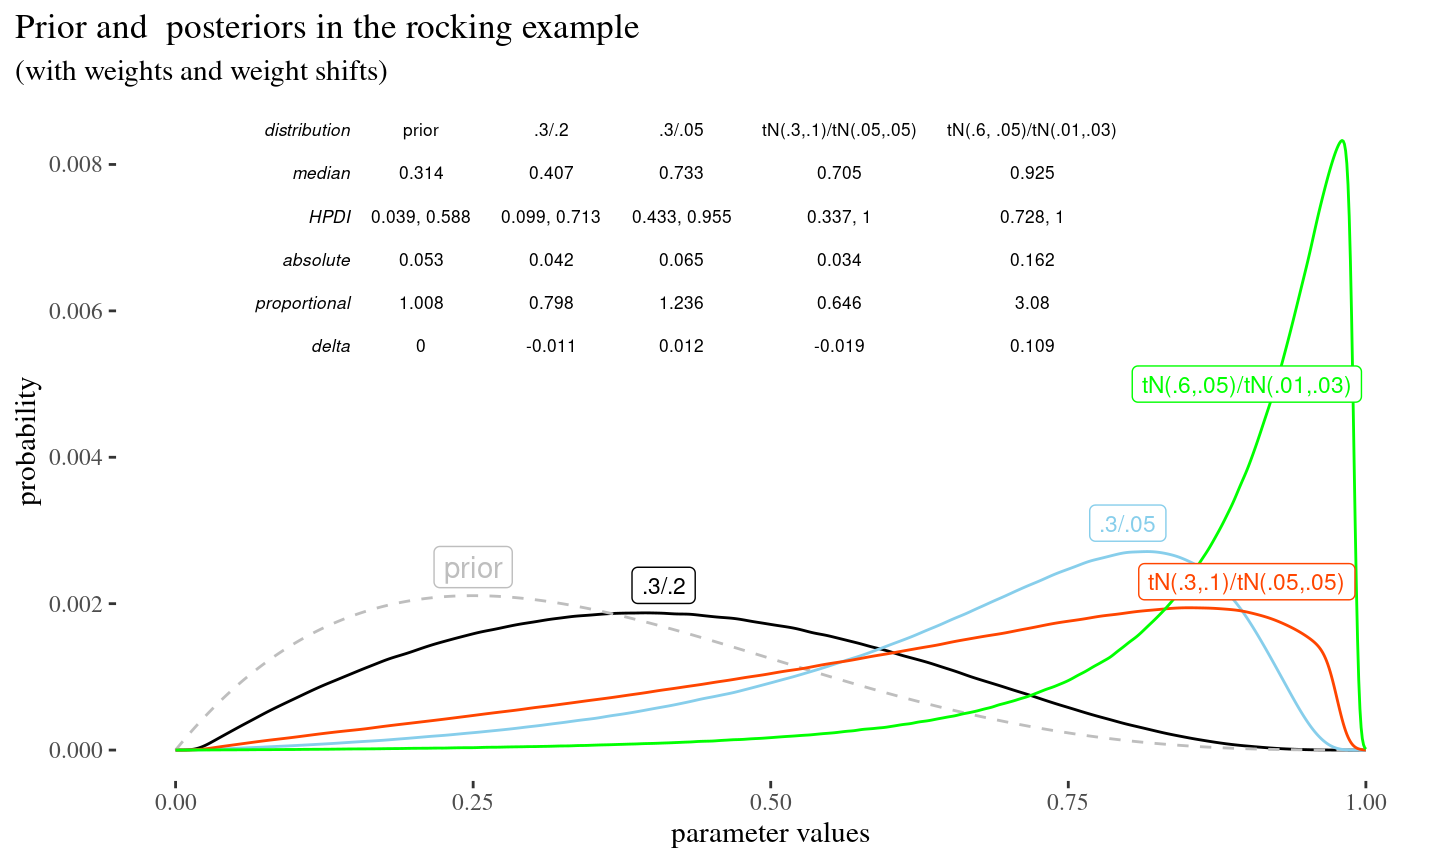 Prior and  posteriors in the rocking example
(with weights and weight shifts)
distribution prior .3/.2 .3/.05 tN(.3,.1)/tN(.05,.05) tN(.6, .05)/tN(.01,.03)
median 0.314 0.407 0.733 0.705 0.925
HPDI 0.039, 0.588 0.099, 0.713 0.433, 0.955 0.337, 1 0.728, 1
absolute 0.053 0.042 0.065 0.034 0.162
proportional 1.008 0.798 1.236 0.646 3.08
delta 0 -0.011 0.012 -0.019 0.109
0.008
0.006
0.004
0.002
0.000
probability
tN(.6,.05)/tN(.01,.03)
.3/.05
prior
.3/.2
tN(.3,.1)/tN(.05,.05)
0.00 0.25 0.50 0.75 1.00
parameter values